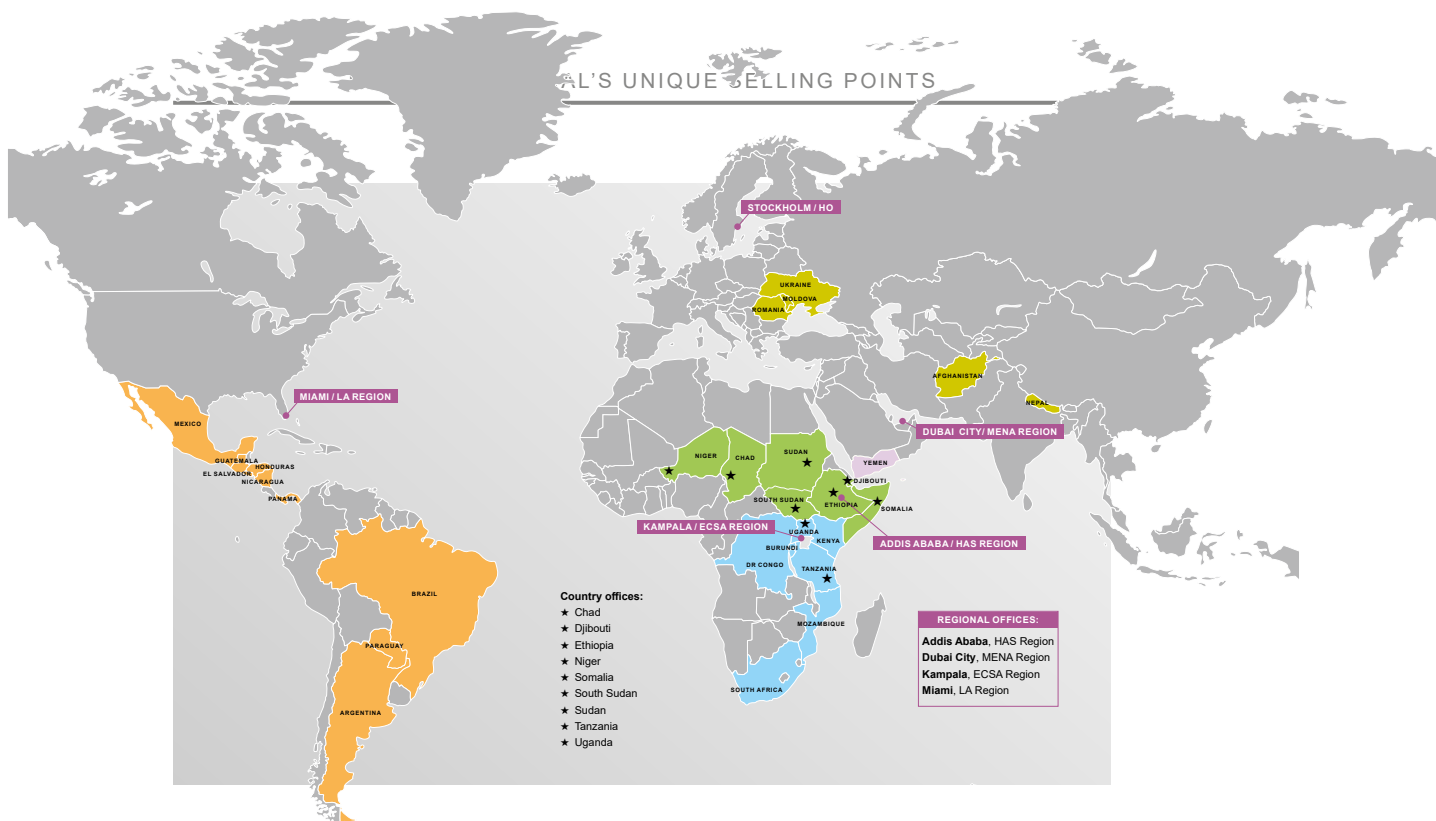 AL'S UNIQUE SELLING POINTS
STOCKHOLM / HO
UKRAINE
MOLDOVA
ROMANIA
AFGHANISTAN
NEPAL
MIAMI / LA REGION
MEXICO
DUBAI CITY/ MENA REGION
GUATEMALA
HONDURAS
EL SALVADOR
NICARAGUA
PANAMA
NIGER
CHAD
SUDAN
YEMEN
DJIBOUTI
SOUTH SUDAN
ETHIOPIA
SOMALIA
KAMPALA / ECSA REGION
UGANDA
KENYA
ADDIS ABABA / HAS REGION
BURUNDI
DR CONGO
TANZANIA
BRAZIL
MOZAMBIQUE
PARAGUAY
SOUTH AFRICA
ARGENTINA
Country offices:
★ Chad
★ Djibouti
★ Ethiopia
★ Niger
★ Somalia
★ South Sudan
★ Sudan
★ Tanzania
★ Uganda
REGIONAL OFFICES:
Addis Ababa, HAS Region
Dubai City, MENA Region
Kampala, ECSA Region
Miami, LA Region